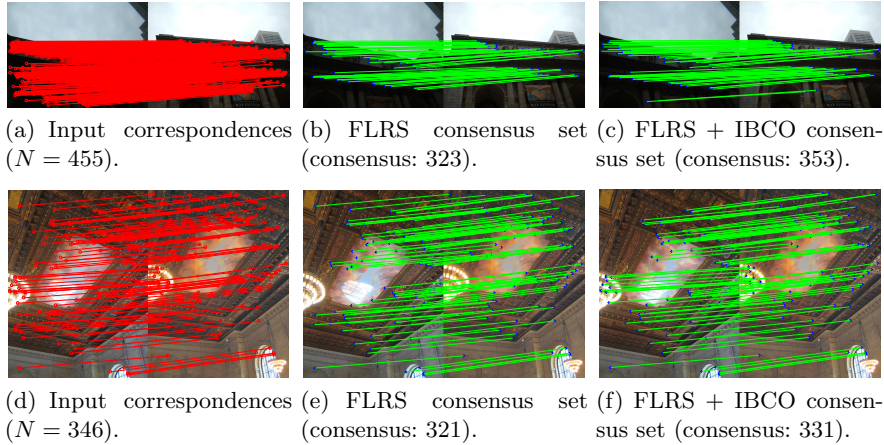 (a) Input correspondences
(N = 455).
(b) FLRS consensus set
(consensus: 323).
(c) FLRS + IBCO consen-
sus set (consensus: 353).
(d) Input correspondences
(N = 346).
(e) FLRS consensus set
(consensus: 321).
(f) FLRS + IBCO consen-
sus set (consensus: 331).